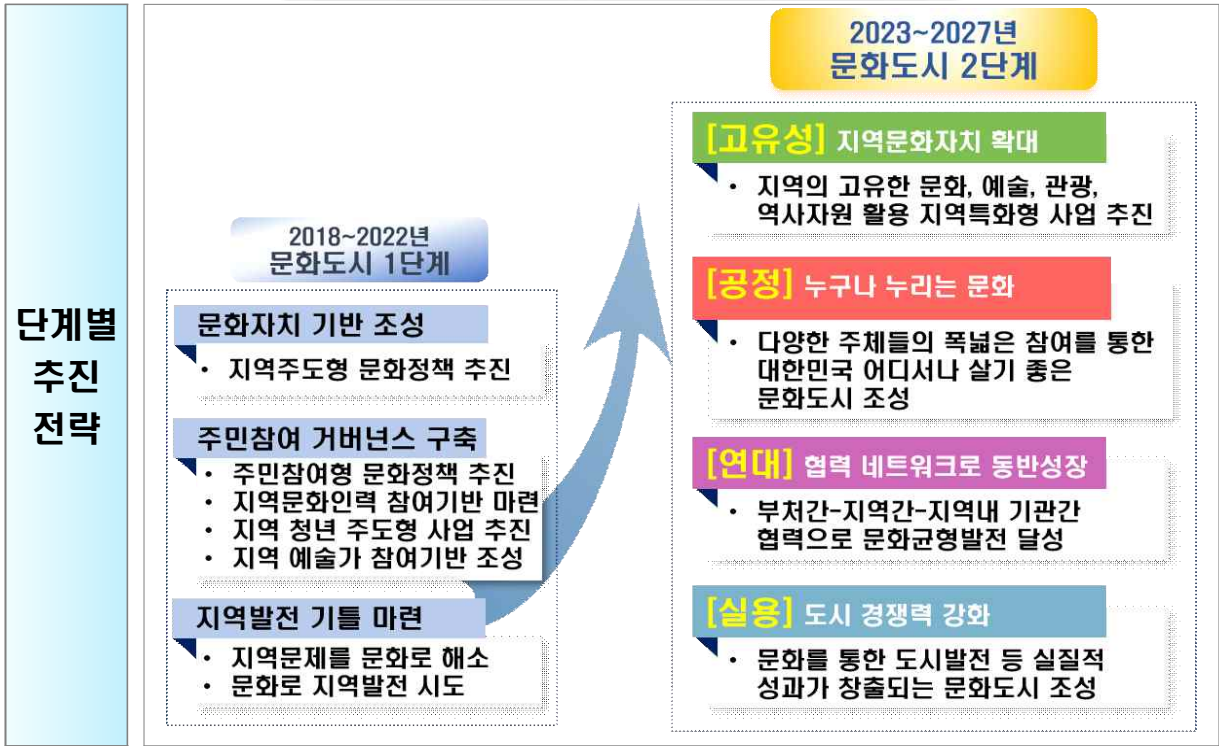 단계별
추진
전략
2018~2022년
문화도시 1단계
문화자치 기반 조성
• 지역주도형 문화정책 추진
주민참여 거버넌스 구축
• 주민참여형 문화정책 추진
• 지역문화인력 참여기반 마련
• 지역 청년 주도형 사업 추진
• 지역 예술가 참여기반 조성
지역발전 기틀 마련
• 지역문제를 문화로 해소
• 문화로 지역발전 시도
2023~2027년
문화도시 2단계
[고유성] 지역문화자치 확대
• 지역의 고유한 문화, 예술, 관광,
역사자원 활용 지역특화형 사업 추진
[공정] 누구나 누리는 문화
• 다양한 주체들의 폭넓은 참여를 통한
대한민국 어디서나 살기 좋은
문화도시 조성
[연대] 협력 네트워크로 동반성장
• 부처간-지역간-지역내 기관간
협력으로 문화균형발전 달성
[실용] 도시 경쟁력 강화
• 문화를 통한 도시발전 등 실질적
성과가 창출되는 문화도시 조성